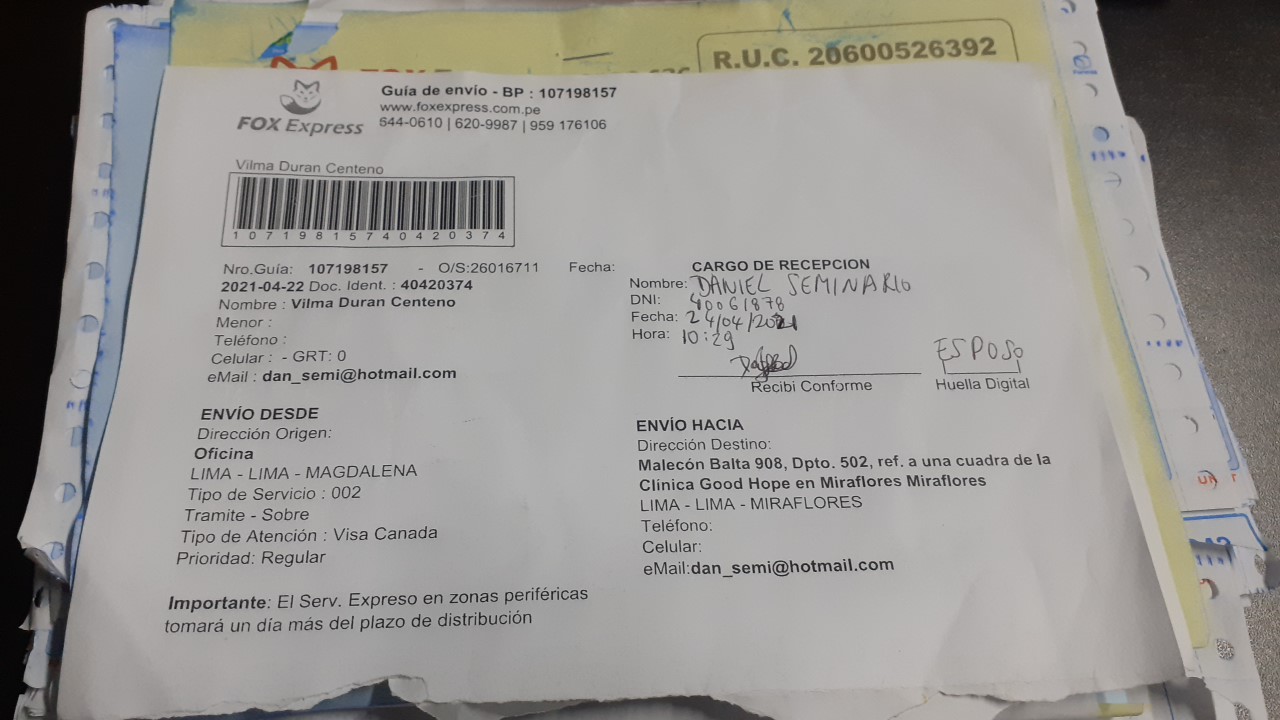 R.U.C. 20600526392
FOX Express
Guía de envío - BP : 107198157
www.foxexpress.com.pe
644-0610 | 620-9987 | 959 176106
Vilma Duran Centeno
10719815740420374
Nro.Guía: 107198157 - O/S:26016711 Fecha:
2021-04-22 Doc. Ident. : 40420374
Nombre : Vilma Duran Centeno
Menor :
Teléfono :
Celular : - GRT: 0
eMail : dan_semi@hotmail.com
CARGO DE RECEPCION
Nombre: DANIEL SEMINARIO
DNI: 40061878
Fecha: 24/04/2021
Hora: 10:29
ESPOSO
Recibi Conforme
Huella Digital
ENVÍO DESDE
Dirección Origen:
Oficina
LIMA - LIMA - MAGDALENA
Tipo de Servicio : 002
Tramite - Sobre
Tipo de Atención : Visa Canada
Prioridad: Regular
ENVÍO HACIA
Dirección Destino:
Malecón Balta 908, Dpto. 502, ref. a una cuadra de la
Clínica Good Hope en Miraflores Miraflores
LIMA - LIMA - MIRAFLORES
Teléfono:
Celular:
eMail:dan_semi@hotmail.com
Importante: El Serv. Expreso en zonas periféricas
tomará un día más del plazo de distribución